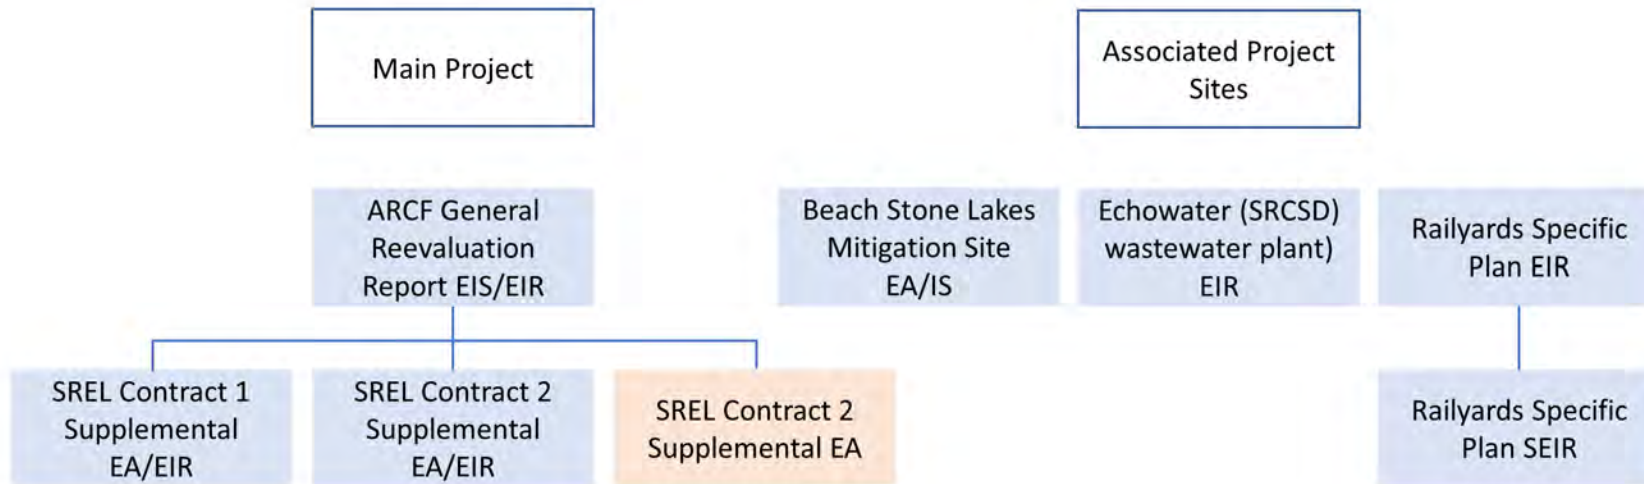 Main Project
Associated Project
Sites
ARCF General
Reevaluation
Report EIS/EIR
Beach Stone Lakes
Mitigation Site
EA/IS
Echowater (SRCSD)
wastewater plant)
EIR
Railyards Specific
Plan EIR
SREL Contract 1
Supplemental
EA/EIR
SREL Contract 2
Supplemental
EA/EIR
SREL Contract 2
Supplemental EA
Railyards Specific
Plan SEIR